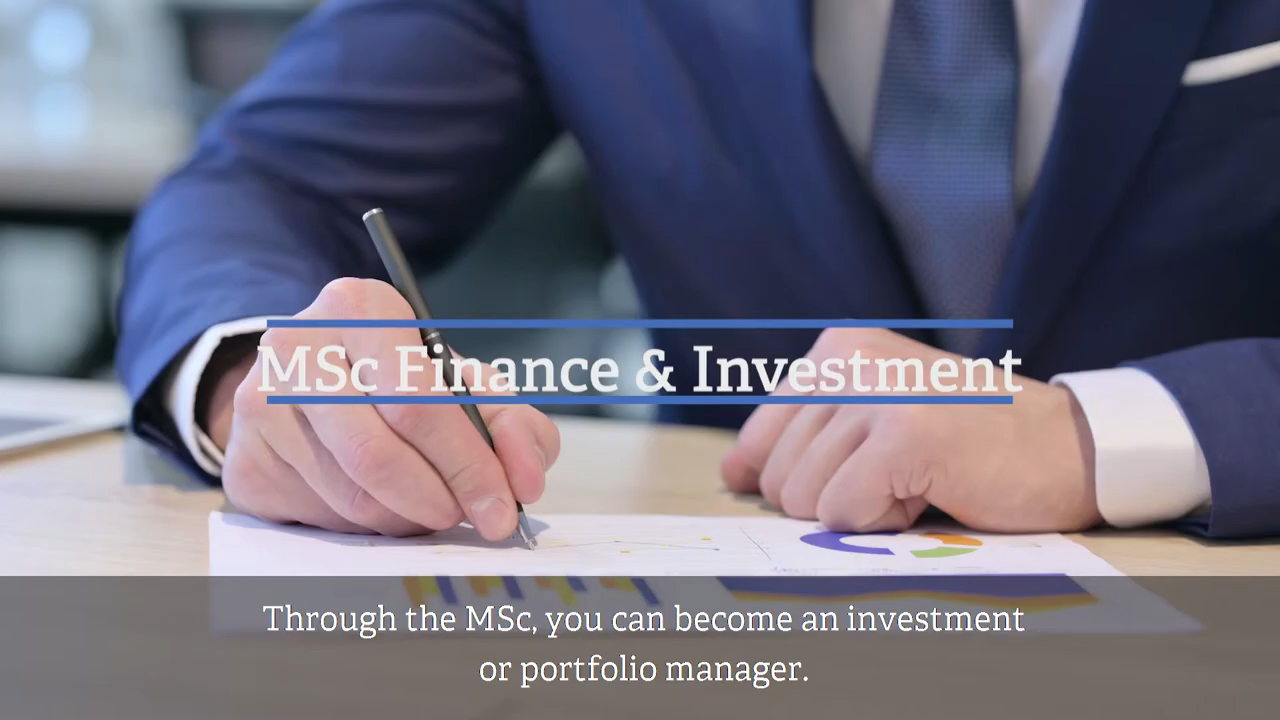 MSc Finance & Investment
Through the MSc, you can become an investment
or portfolio manager.